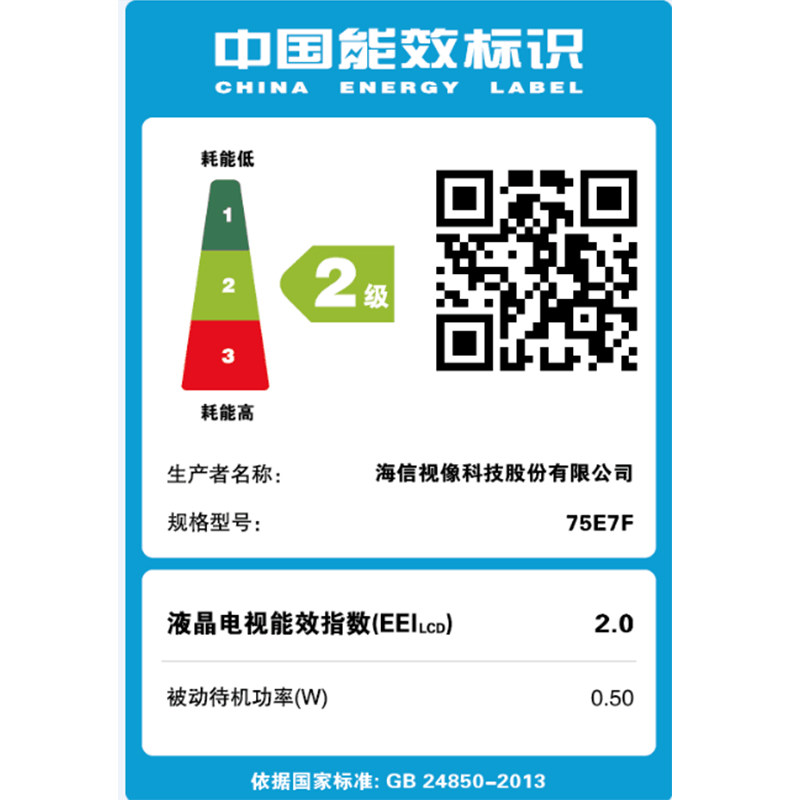 中国能效标识
CHINA ENERGY LABEL
耗能低
1
2
2级
3
耗能高
生产者名称: 海信视像科技股份有限公司
规格型号: 75E7F
液晶电视能效指数(EEILCD) 2.0
被动待机功率(W) 0.50
依据国家标准: GB 24850-2013